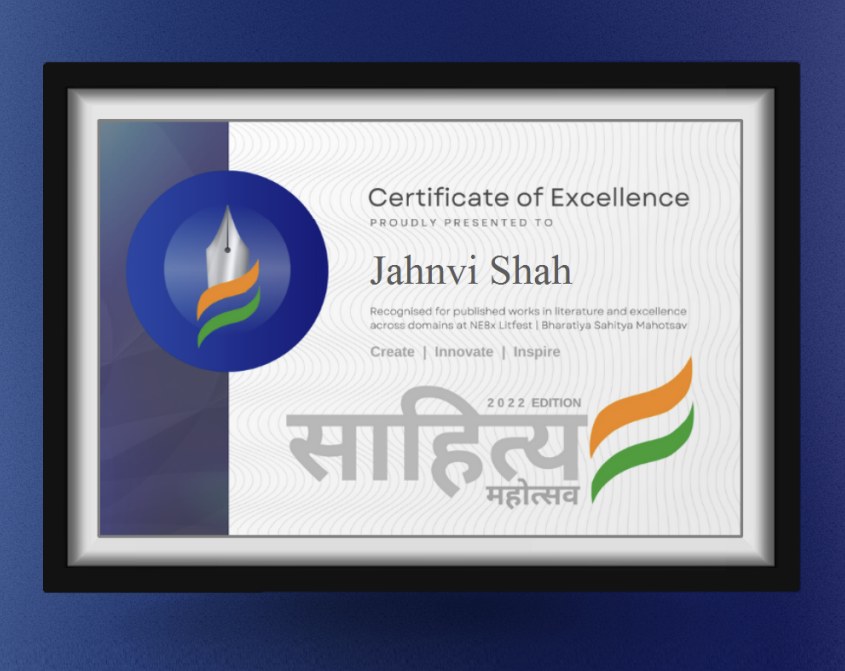 Certificate of Excellence
PROUDLY PRESENTED TO
Jahnvi Shah
Recognised for published works in literature and excellence
across domains at NE8x Litfest | Bharatiya Sahitya Mahotsav
Create | Innovate | Inspire
2022 EDITION
साहित्य
महोत्सव